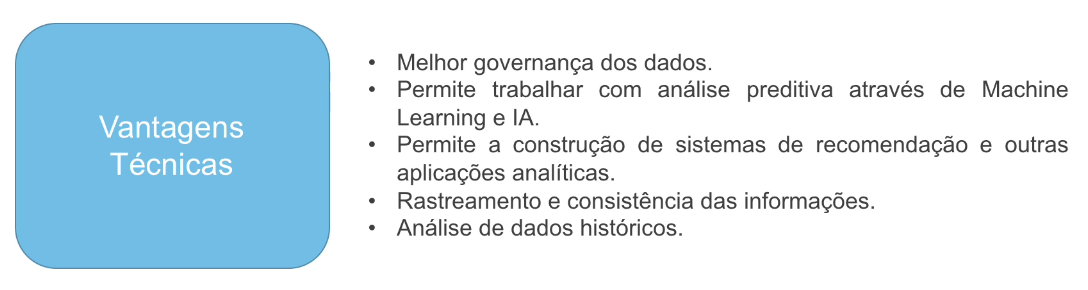 Vantagens
Técnicas
• Melhor governança dos dados.
• Permite trabalhar com análise preditiva através de Machine
Learning e IA.
• Permite a construção de sistemas de recomendação e outras
aplicações analíticas.
• Rastreamento e consistência das informações.
• Análise de dados históricos.